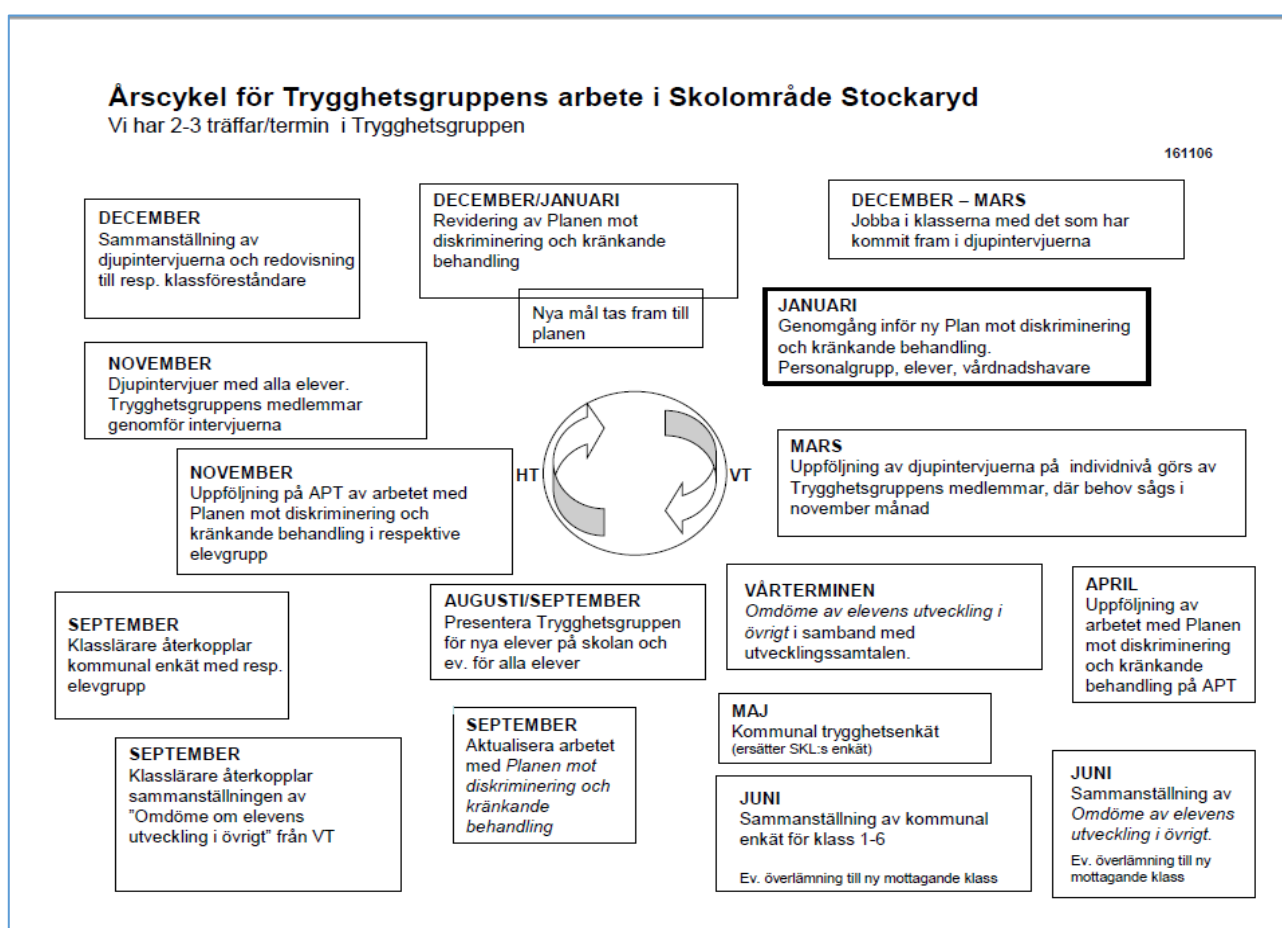 Årscykel för Trygghetsgruppens arbete i Skolområde Stockaryd
Vi har 2-3 träffar/termin i Trygghetsgruppen
161106
DECEMBER
Sammanställning av
djupintervjuerna och redovisning
till resp. klassföreståndare
DECEMBER/JANUARI
Revidering av Planen mot
diskriminering och kränkande
behandling
Nya mål tas fram till
planen
DECEMBER – MARS
Jobba i klasserna med det som har
kommit fram i djupintervjuerna
JANUARI
Genomgång inför ny Plan mot diskriminering
och kränkande behandling.
Personalgrupp, elever, vårdnadshavare
NOVEMBER
Djupintervjuer med alla elever.
Trygghetsgruppens medlemmar
genomför intervjuerna
NOVEMBER
Uppföljning på APT av arbetet med
Planen mot diskriminering och
kränkande behandling i respektive
elevgrupp
HT
VT
MARS
Uppföljning av djupintervjuerna på individnivå görs av
Trygghetsgruppens medlemmar, där behov sågs i
november månad
SEPTEMBER
Klasslärare återkopplar
kommunal enkät med resp.
elevgrupp
AUGUSTI/SEPTEMBER
Presentera Trygghetsgruppen
för nya elever på skolan och
ev. för alla elever
VÅRTERMINEN
Omdöme av elevens utveckling i
övrigt i samband med
utvecklingssamtalen.
APRIL
Uppföljning av
arbetet med Planen
mot diskriminering
och kränkande
behandling på APT
SEPTEMBER
Klasslärare återkopplar
sammanställningen av
”Omdöme om elevens
utveckling i övrigt” från VT
SEPTEMBER
Aktualisera arbetet
med Planen mot
diskriminering och
kränkande
behandling
MAJ
Kommunal trygghetsenkät
(ersätter SKL:s enkät)
JUNI
Sammanställning av kommunal
enkät för klass 1-6
Ev. överlämning till ny mottagande klass
JUNI
Sammanställning av
Omdöme av elevens
utveckling i övrigt.
Ev. överlämning till ny
mottagande klass